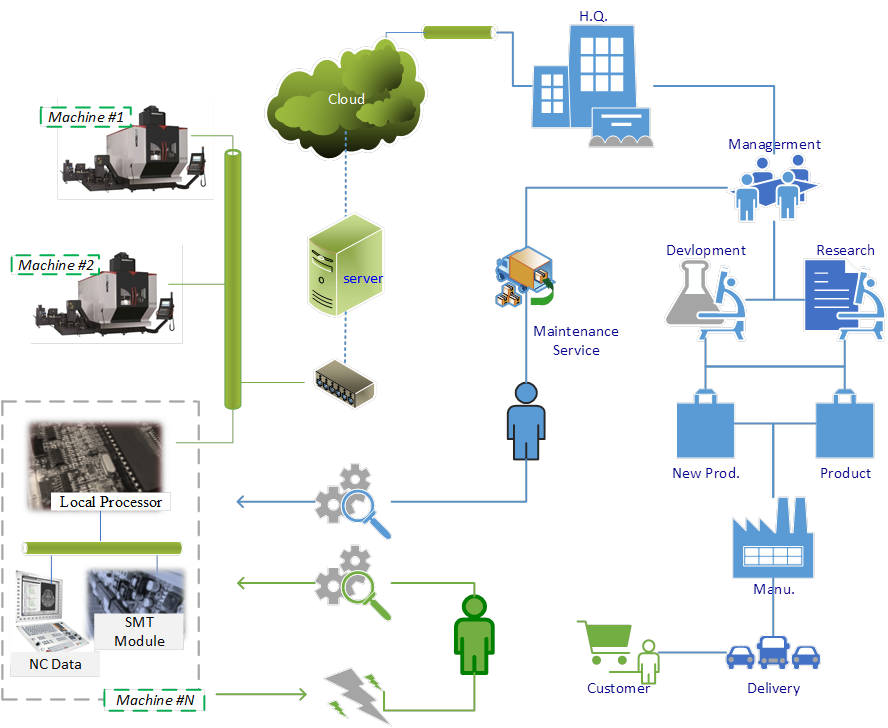 H.Q.
Cloud
Machine #1
Managerment
Devlopment
Research
Machine #2
server
Maintenance
Service
New Prod.
Product
Local Processor
Manu.
SMT
Module
NC Data
Machine #N
Customer
Delivery